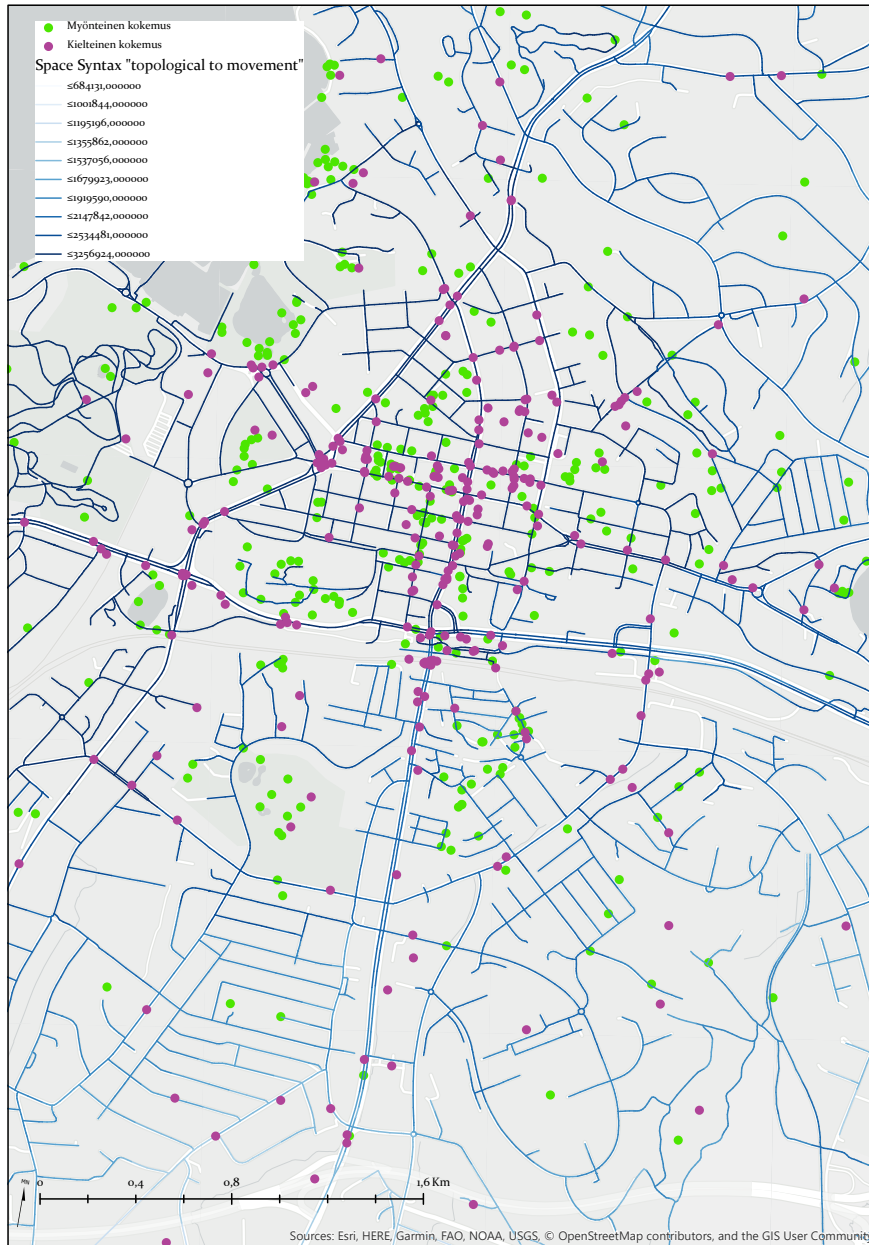 Myönteinen kokemus
Kielteinen kokemus
Space Syntax "topological to movement"
≤684131,000000
≤1001844,000000
≤1195196,000000
≤1355862,000000
≤1537056,000000
≤1679923,000000
≤1919590,000000
≤2147842,000000
≤2534481,000000
≤3256924,000000
MN
0 0,4 0,8 1,6 Km
Sources: Esri, HERE, Garmin, FAO, NOAA, USGS, © OpenStreetMap contributors, and the GIS User Community